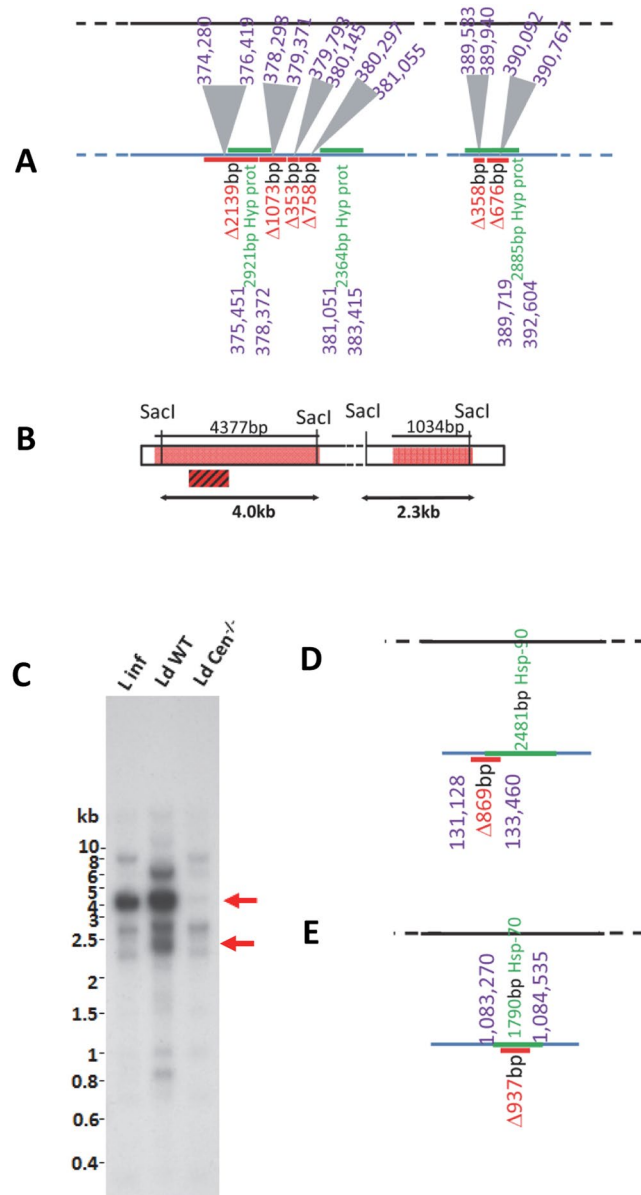 374,280
376,419
378,298
379,371
379,793
380,145
380,297
381,055
389,583
389,940
390,092
390,767
A
Δ2139bp
2921bp Hyp prot
Δ1073bp
Δ353bp
Δ758bp
2364bp Hyp prot
Δ358bp
Δ676bp
2885bp Hyp prot
375,451
378,372
381,051
383,415
389,719
392,604
B
SacI
4377bp
SacI
SacI
1034bp
SacI
4.0kb
2.3kb
C
L inf
Ld WT
Ld Cen-/-
kb
10
8
6
5
4
3
2.5
2
1.5
1
0.8
0.6
0.4
D
2481bp Hsp-90
131,128
Δ869bp
133,460
E
1,083,270
1790bp Hsp-70
1,084,535
Δ937bp